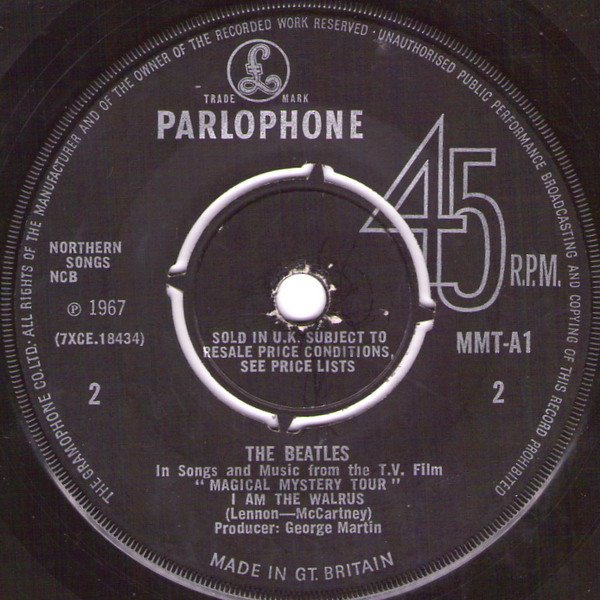 THE GRAMOPHONE CO.LTD. ALL RIGHTS OF THE MANUFACTURER AND OF THE OWNER OF THE RECORDED WORK RESERVED · UNAUTHORISED PUBLIC PERFORMANCE BROADCASTING AND COPYING OF THIS RECORD PROHIBITED
£
TRADE MARK
PARLOPHONE
45
R.P.M.
NORTHERN
SONGS
NCB
℗ 1967
(7XCE.18434)
2
SOLD IN U.K. SUBJECT TO
RESALE PRICE CONDITIONS,
SEE PRICE LISTS
MMT-A1
2
THE BEATLES
In Songs and Music from the T.V. Film
"MAGICAL MYSTERY TOUR"
I AM THE WALRUS
(Lennon—McCartney)
Producer: George Martin
MADE IN GT. BRITAIN